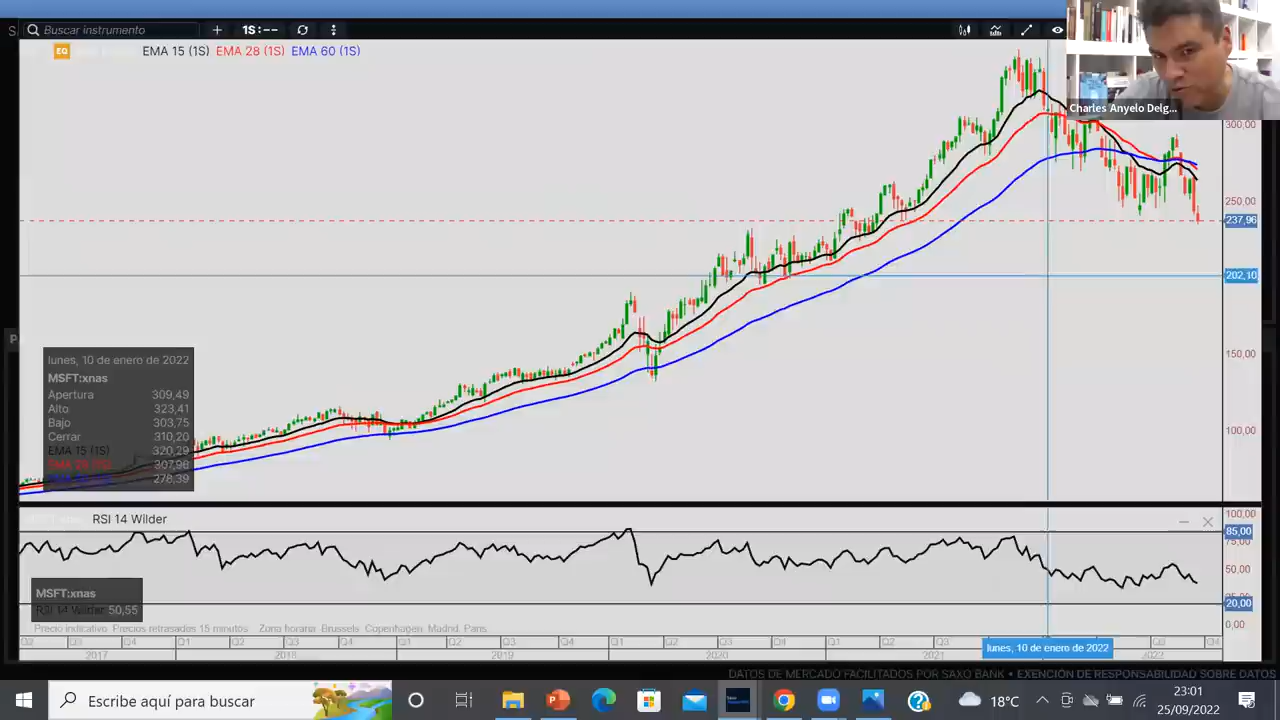 Buscar instrumento
1S:--
EQ
EMA 15 (1S) EMA 28 (1S) EMA 60 (1S)
Charles Anyelo Delg...
300,00
250,00
237,96
202,10
150,00
100,00
lunes, 10 de enero de 2022
MSFT:xnas
Apertura 309,49
Alto 323,41
Bajo 303,75
Cerrar 310,20
EMA 15 (1S) 320,29
EMA 28 (1S) 307,96
278,39
RSI 14 Wilder
100,00
85,00
75,00
50,00
20,00
0,00
MSFT:xnas
RSI 14 Wilder 50,55
Precio indicativo Precios retrasados 15 minutos Zona horaria: Brussels, Copenhagen, Madrid, Paris
Q2 Q3 Q4 Q1 Q2 Q3 Q4 Q1 Q2 Q3 Q4 Q1 Q2 Q3 Q4 Q1 Q2 Q3 Q3 Q4
lunes, 10 de enero de 2022
2017 2018 2019 2020 2021 2022
DATOS DE MERCADO FACILITADOS POR SAXO BANK • EXENCIÓN DE RESPONSABILIDAD SOBRE DATOS
Escribe aquí para buscar
18°C
23:01
25/09/2022